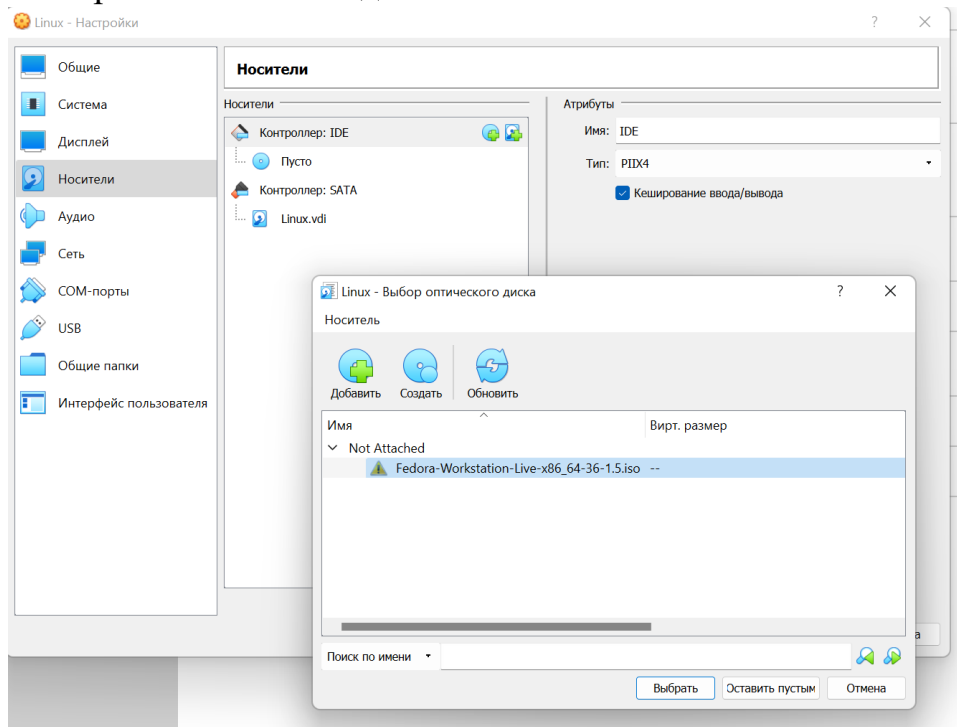 Linux - Настройки
Общие
Система
Дисплей
Носители
Аудио
Сеть
COM-порты
USB
Общие папки
Интерфейс пользователя
Носители
Носители
Контроллер: IDE
Пусто
Контроллер: SATA
Linux.vdi
Атрибуты
Имя: IDE
Тип: PIIX4
Кеширование ввода/вывода
Linux - Выбор оптического диска
Носитель
Добавить Создать Обновить
Имя Вирт. размер
Not Attached
Fedora-Workstation-Live-x86_64-36-1.5.iso --
Поиск по имени
Выбрать Оставить пустым Отмена